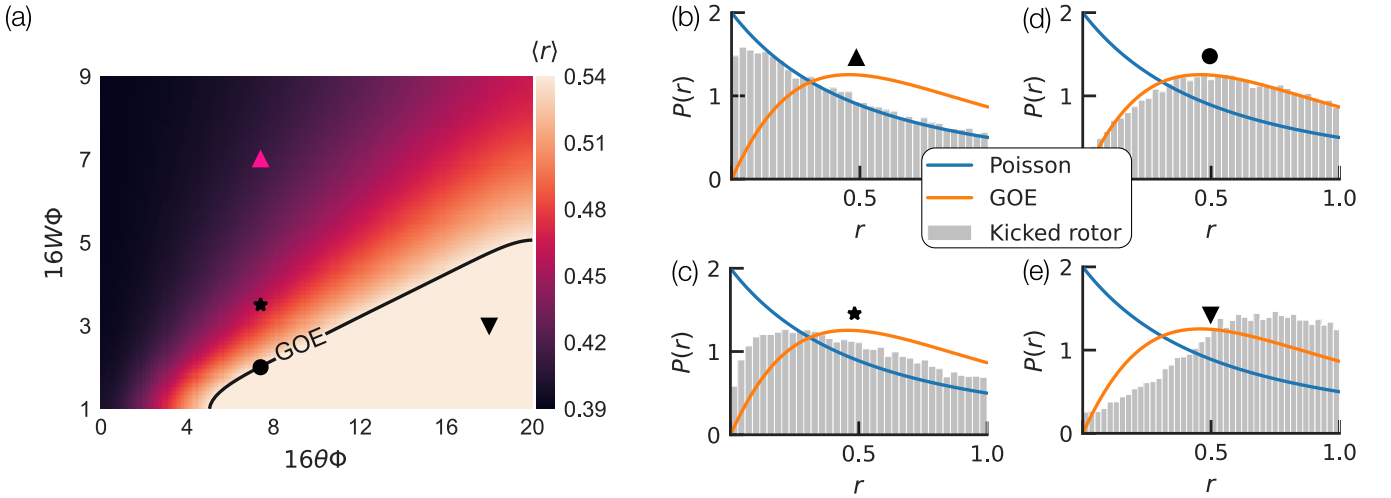 (a)
⟨r⟩
9
7
5
3
1
16WΦ
0
4
8
12
16
20
16θΦ
GOE
0.54
0.51
0.48
0.45
0.42
0.39
(b)
2
1
0
P(r)
0.5
r
(d)
2
1
0
P(r)
0.5
1.0
r
Poisson
GOE
Kicked rotor
(c)
2
1
0
P(r)
0.5
1.0
r
(e)
2
1
0
P(r)
0.5
1.0
r